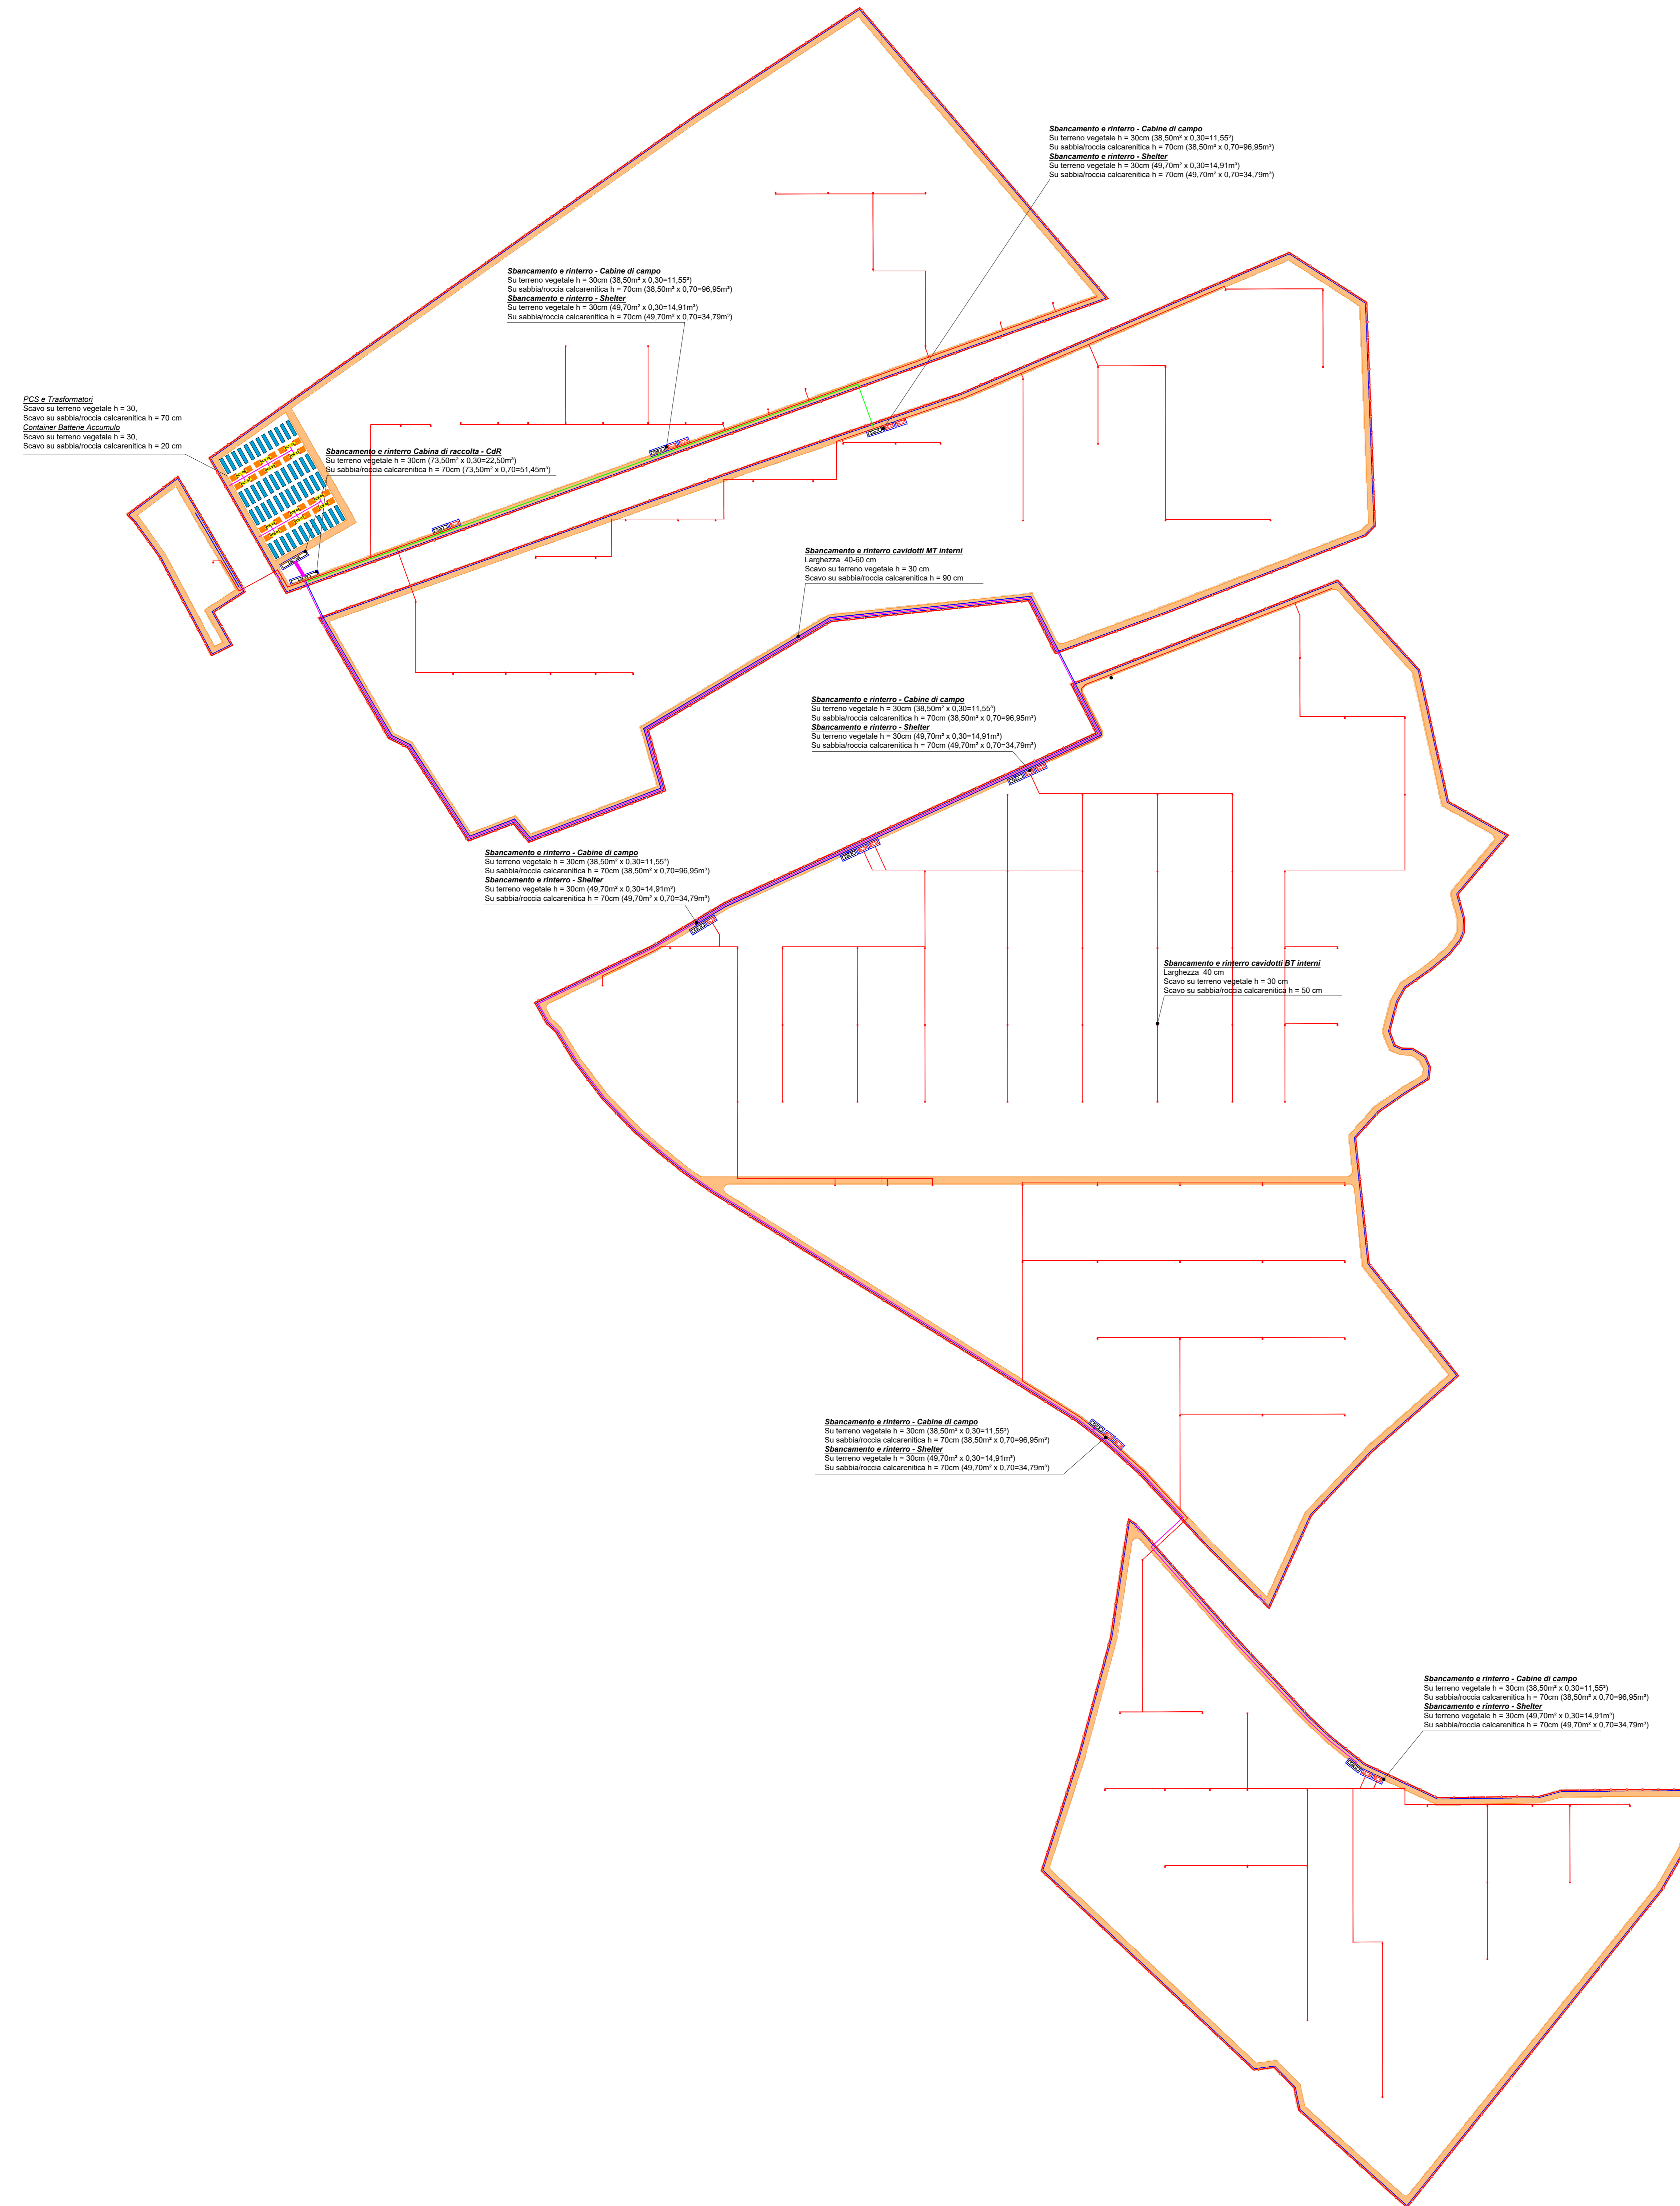 Sbancamento e rinterro - Cabine di campo
Su terreno vegetale h = 30cm (38,50m² x 0,30=11,55³)
Su sabbia/roccia calcarenitica h = 70cm (38,50m² x 0,70=96,95m³)
Sbancamento e rinterro - Shelter
Su terreno vegetale h = 30cm (49,70m² x 0,30=14,91m³)
Su sabbia/roccia calcarenitica h = 70cm (49,70m² x 0,70=34,79m³)
Sbancamento e rinterro - Cabine di campo
Su terreno vegetale h = 30cm (38,50m² x 0,30=11,55³)
Su sabbia/roccia calcarenitica h = 70cm (38,50m² x 0,70=96,95m³)
Sbancamento e rinterro - Shelter
Su terreno vegetale h = 30cm (49,70m² x 0,30=14,91m³)
Su sabbia/roccia calcarenitica h = 70cm (49,70m² x 0,70=34,79m³)
PCS e Trasformatori
Scavo su terreno vegetale h = 30,
Scavo su sabbia/roccia calcarenitica h = 70 cm
Container Batterie Accumulo
Scavo su terreno vegetale h = 30,
Scavo su sabbia/roccia calcarenitica h = 20 cm
Sbancamento e rinterro Cabina di raccolta - CdR
Su terreno vegetale h = 30cm (73,50m² x 0,30=22,50m³)
Su sabbia/roccia calcarenitica h = 70cm (73,50m² x 0,70=51,45m³)
Sbancamento e rinterro cavidotti MT interni
Larghezza 40-60 cm
Scavo su terreno vegetale h = 30 cm
Scavo su sabbia/roccia calcarenitica h = 90 cm
Sbancamento e rinterro - Cabine di campo
Su terreno vegetale h = 30cm (38,50m² x 0,30=11,55³)
Su sabbia/roccia calcarenitica h = 70cm (38,50m² x 0,70=96,95m³)
Sbancamento e rinterro - Shelter
Su terreno vegetale h = 30cm (49,70m² x 0,30=14,91m³)
Su sabbia/roccia calcarenitica h = 70cm (49,70m² x 0,70=34,79m³)
Sbancamento e rinterro - Cabine di campo
Su terreno vegetale h = 30cm (38,50m² x 0,30=11,55³)
Su sabbia/roccia calcarenitica h = 70cm (38,50m² x 0,70=96,95m³)
Sbancamento e rinterro - Shelter
Su terreno vegetale h = 30cm (49,70m² x 0,30=14,91m³)
Su sabbia/roccia calcarenitica h = 70cm (49,70m² x 0,70=34,79m³)
Sbancamento e rinterro cavidotti BT interni
Larghezza 40 cm
Scavo su terreno vegetale h = 30 cm
Scavo su sabbia/roccia calcarenitica h = 50 cm
Sbancamento e rinterro - Cabine di campo
Su terreno vegetale h = 30cm (38,50m² x 0,30=11,55³)
Su sabbia/roccia calcarenitica h = 70cm (38,50m² x 0,70=96,95m³)
Sbancamento e rinterro - Shelter
Su terreno vegetale h = 30cm (49,70m² x 0,30=14,91m³)
Su sabbia/roccia calcarenitica h = 70cm (49,70m² x 0,70=34,79m³)
Sbancamento e rinterro - Cabine di campo
Su terreno vegetale h = 30cm (38,50m² x 0,30=11,55³)
Su sabbia/roccia calcarenitica h = 70cm (38,50m² x 0,70=96,95m³)
Sbancamento e rinterro - Shelter
Su terreno vegetale h = 30cm (49,70m² x 0,30=14,91m³)
Su sabbia/roccia calcarenitica h = 70cm (49,70m² x 0,70=34,79m³)